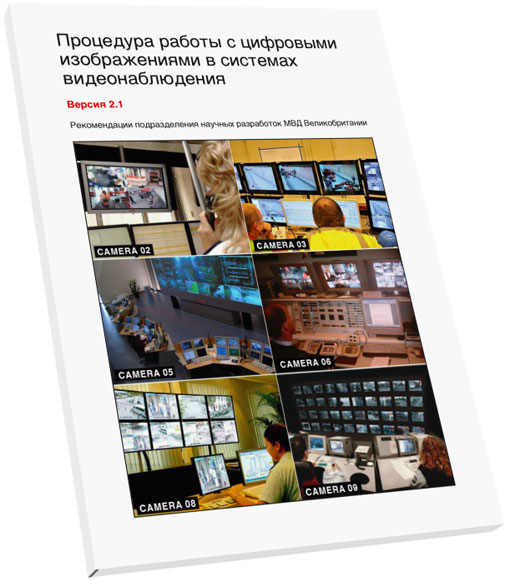 Процедура работы с цифровыми
изображениями в системах
видеонаблюдения
Версия 2.1
Рекомендации подразделения научных разработок МВД Великобритании
CAMERA 02
CAMERA 03
CAMERA 05
CAMERA 06
CAMERA 08
CAMERA 09